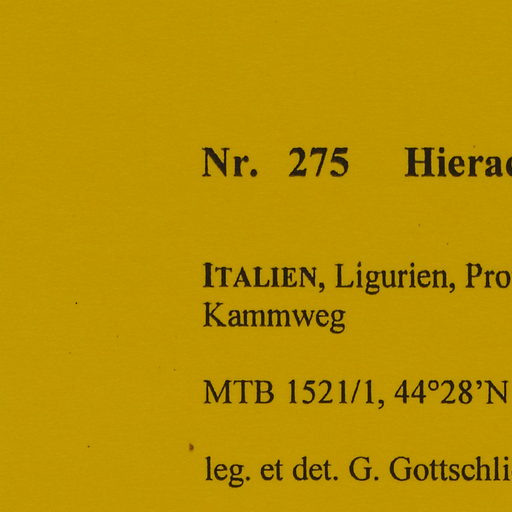 Nr. 275 Hierac
ITALIEN, Ligurien, Pro
Kammweg
MTB 1521/1, 44°28’N
leg. et det. G. Gottschli